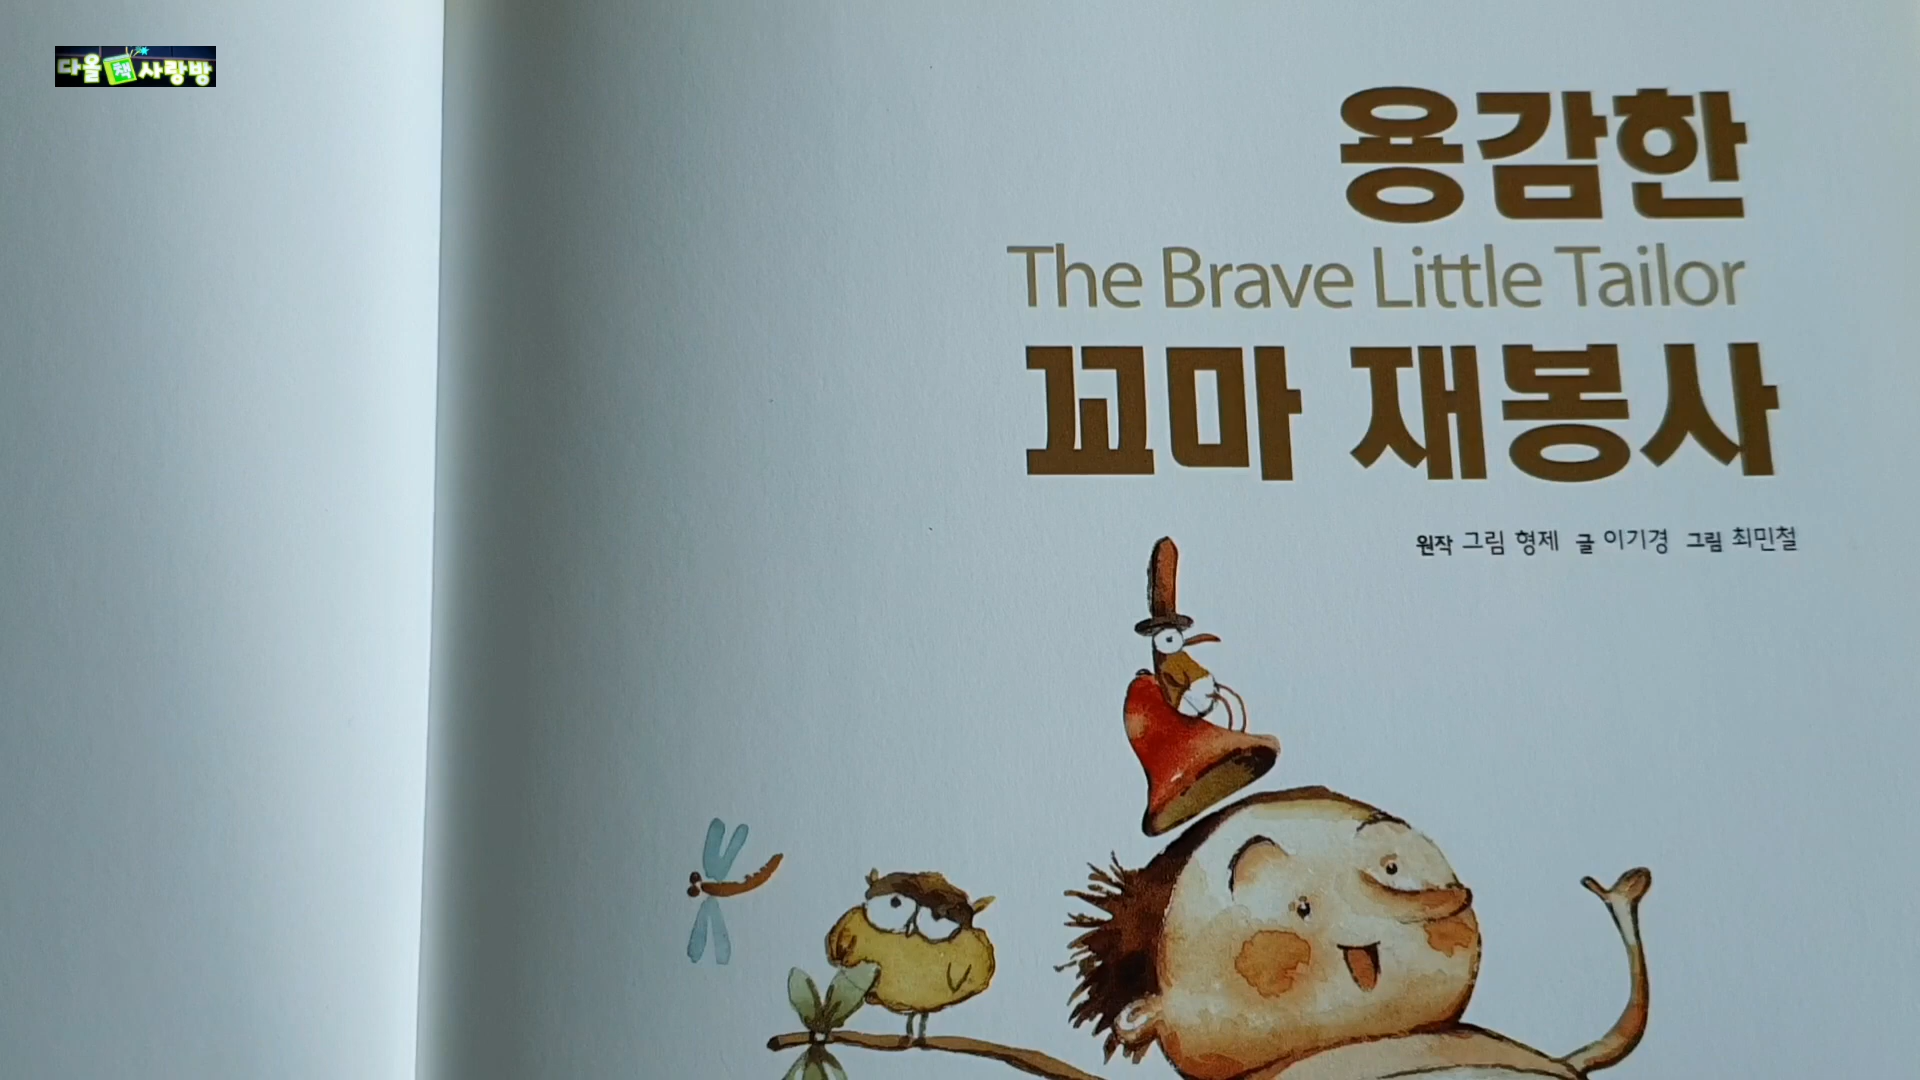 다올책사랑방
용감한
The Brave Little Tailor
꼬마 재봉사
원작 그림 형제 글 이기경 그림 최민철